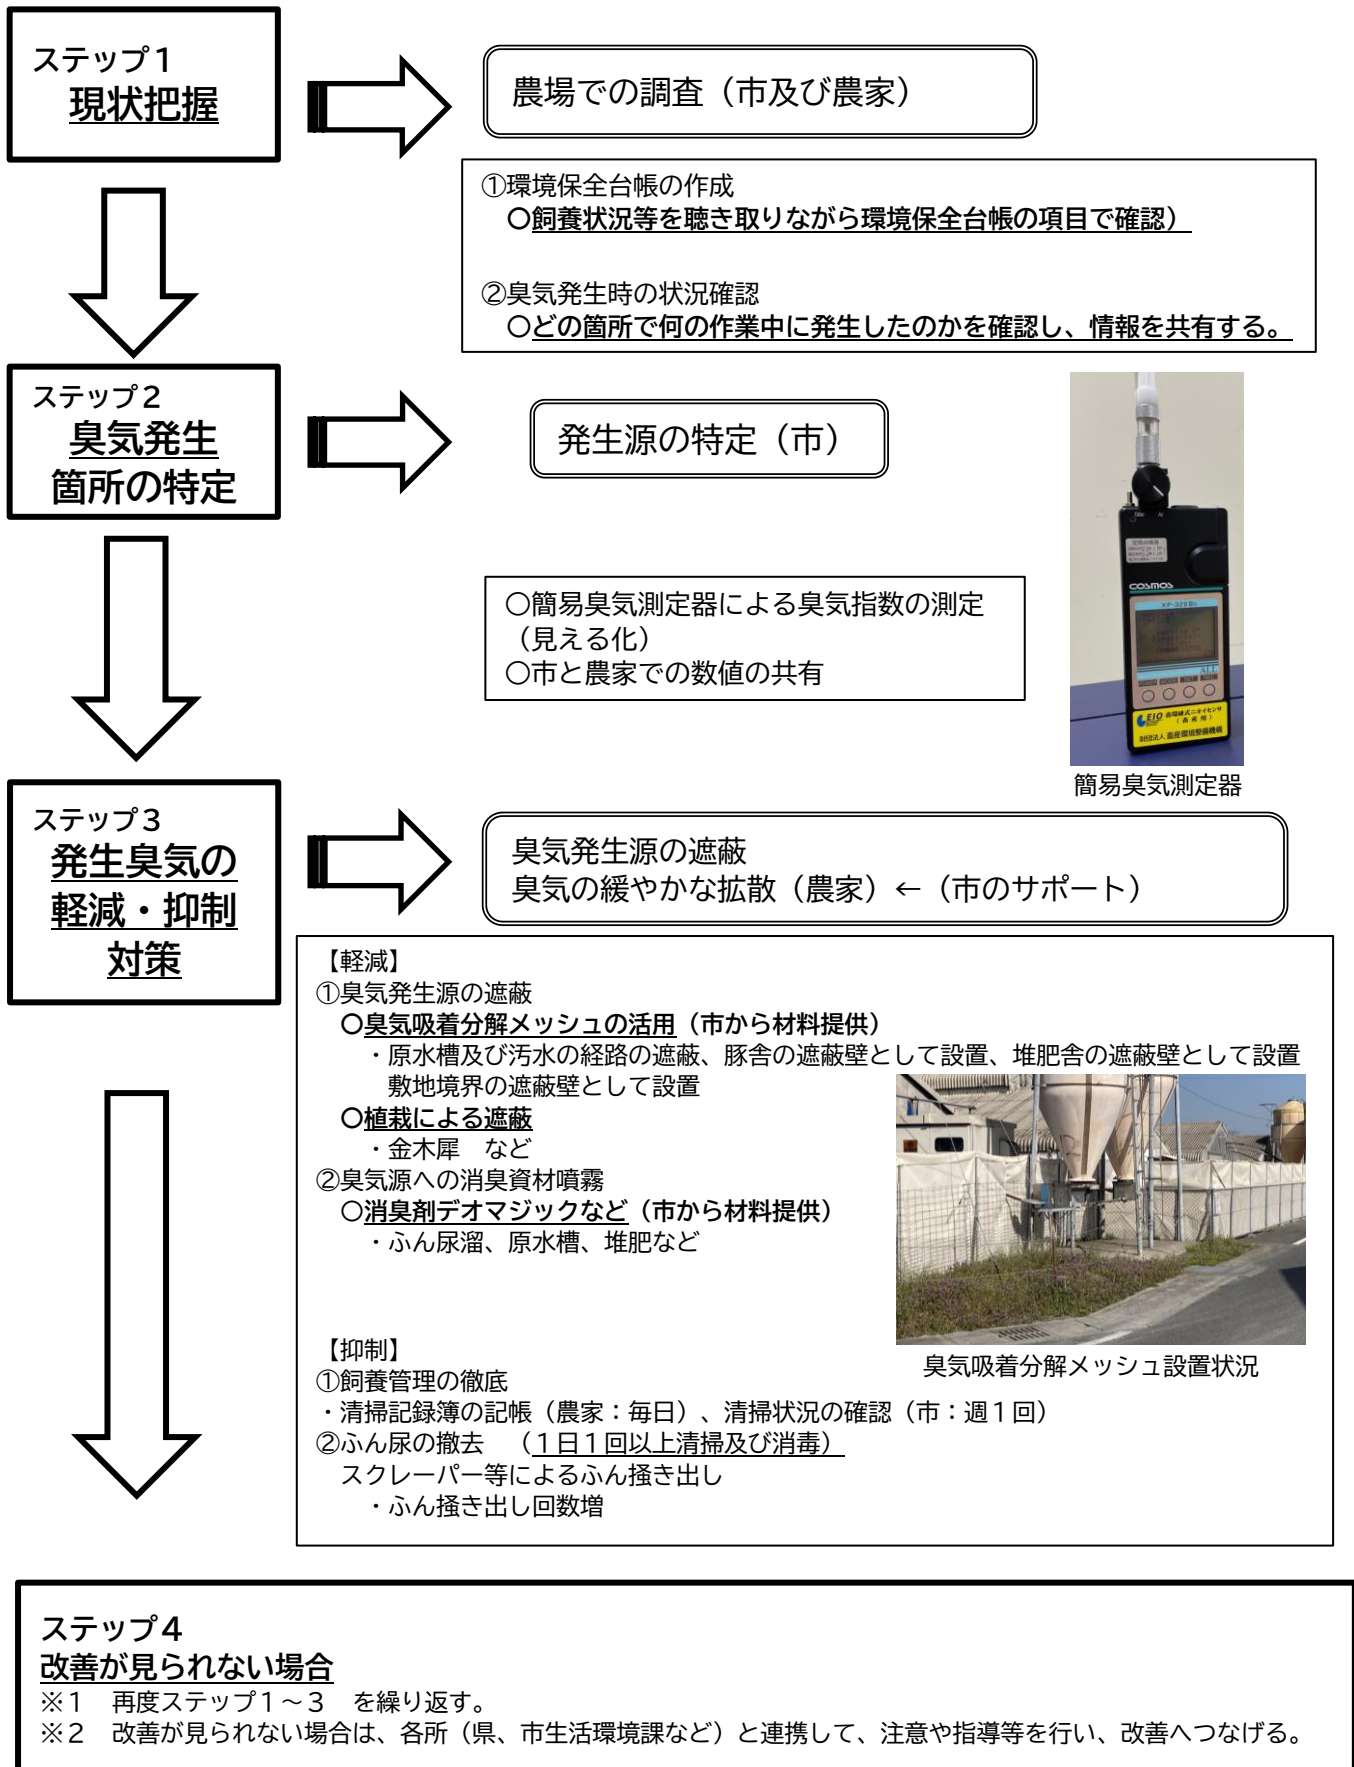 ステップ１
現状把握
農場での調査（市及び農家）
①環境保全台帳の作成
〇飼養状況等を聴き取りながら環境保全台帳の項目で確認）
②臭気発生時の状況確認
〇どの箇所で何の作業中に発生したのかを確認し、情報を共有する。
ステップ２
臭気発生
箇所の特定
発生源の特定（市）
〇簡易臭気測定器による臭気指数の測定
（見える化）
〇市と農家での数値の共有
COSMOS
XP-329
ALL
LEIO
財団法人 畜産環境整備機構
簡易臭気測定器
ステップ３
発生臭気の
軽減・抑制
対策
臭気発生源の遮蔽
臭気の緩やかな拡散（農家）←（市のサポート）
【軽減】
①臭気発生源の遮蔽
〇臭気吸着分解メッシュの活用（市から材料提供）
・原水槽及び汚水の経路の遮蔽、豚舎の遮蔽壁として設置、堆肥舎の遮蔽壁として設置
敷地境界の遮蔽壁として設置
〇植栽による遮蔽
・金木犀　など
②臭気源への消臭資材噴霧
〇消臭剤デオマジックなど（市から材料提供）
・ふん尿溜、原水槽、堆肥など
臭気吸着分解メッシュ設置状況
【抑制】
①飼養管理の徹底
・清掃記録簿の記帳（農家：毎日）、清掃状況の確認（市：週１回）
②ふん尿の撤去　（１日１回以上清掃及び消毒）
スクレーパー等によるふん掻き出し
・ふん掻き出し回数増
ステップ４
改善が見られない場合
※１　再度ステップ１～３　を繰り返す。
※２　改善が見られない場合は、各所（県、市生活環境課など）と連携して、注意や指導等を行い、改善へつなげる。